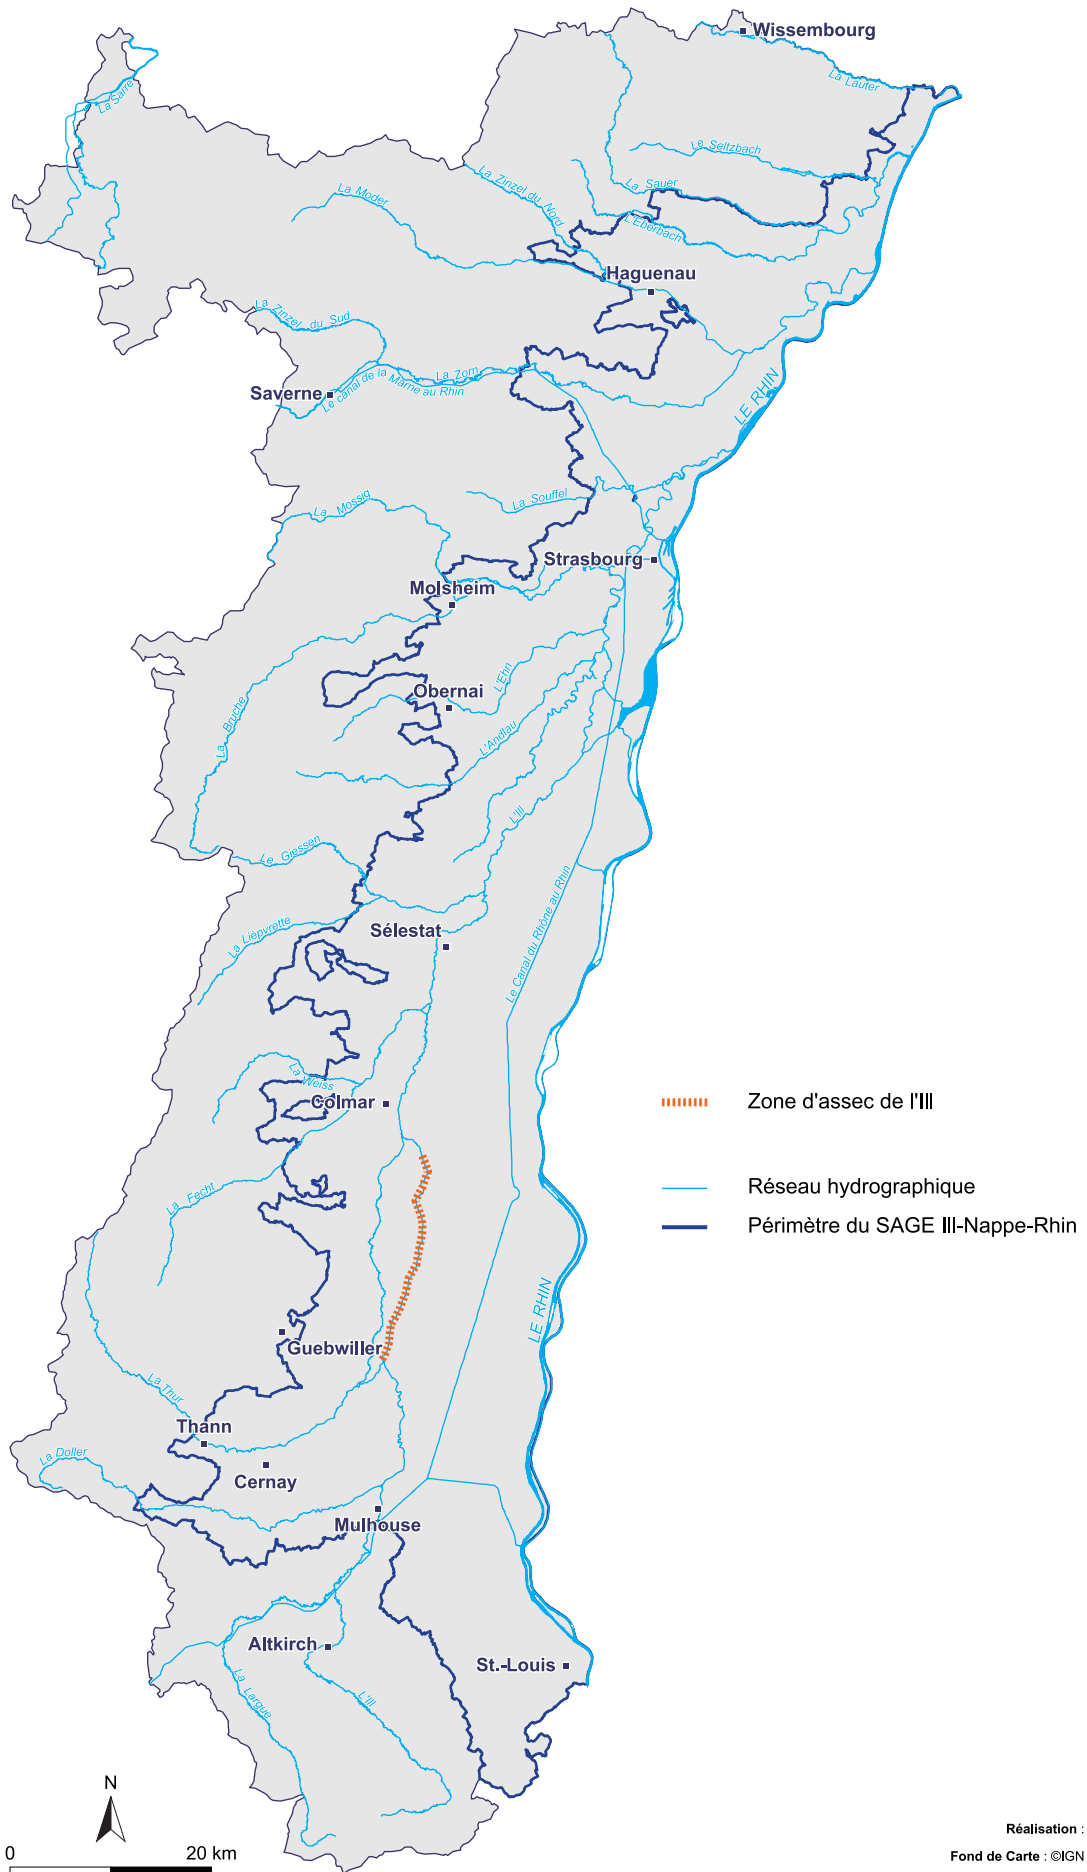 Wissembourg
La Lauter
La Sarre
Le Seltzbach
La Sauer
La Zinzel du Nord
La Moder
L'Eberbach
Haguenau
La Zinzel du Sud
La Zorn
Le canal de la Marne au Rhin
Saverne
LE RHIN
La Mossig
La Souffel
Strasbourg
Molsheim
L'Ehn
Obernai
La Bruche
L'Andlau
L'Ill
Le Giessen
Le Canal du Rhône au Rhin
La Lièpvrette
Sélestat
La Weiss
Colmar
Zone d'assec de l'Ill
La Fecht
Réseau hydrographique
Périmètre du SAGE Ill-Nappe-Rhin
LE RHIN
Guebwiller
La Thur
Thann
La Doller
Cernay
Mulhouse
Altkirch
St.-Louis
La Largue
L'Ill
N
0 20 km
Réalisation :
Fond de Carte : ©IGN